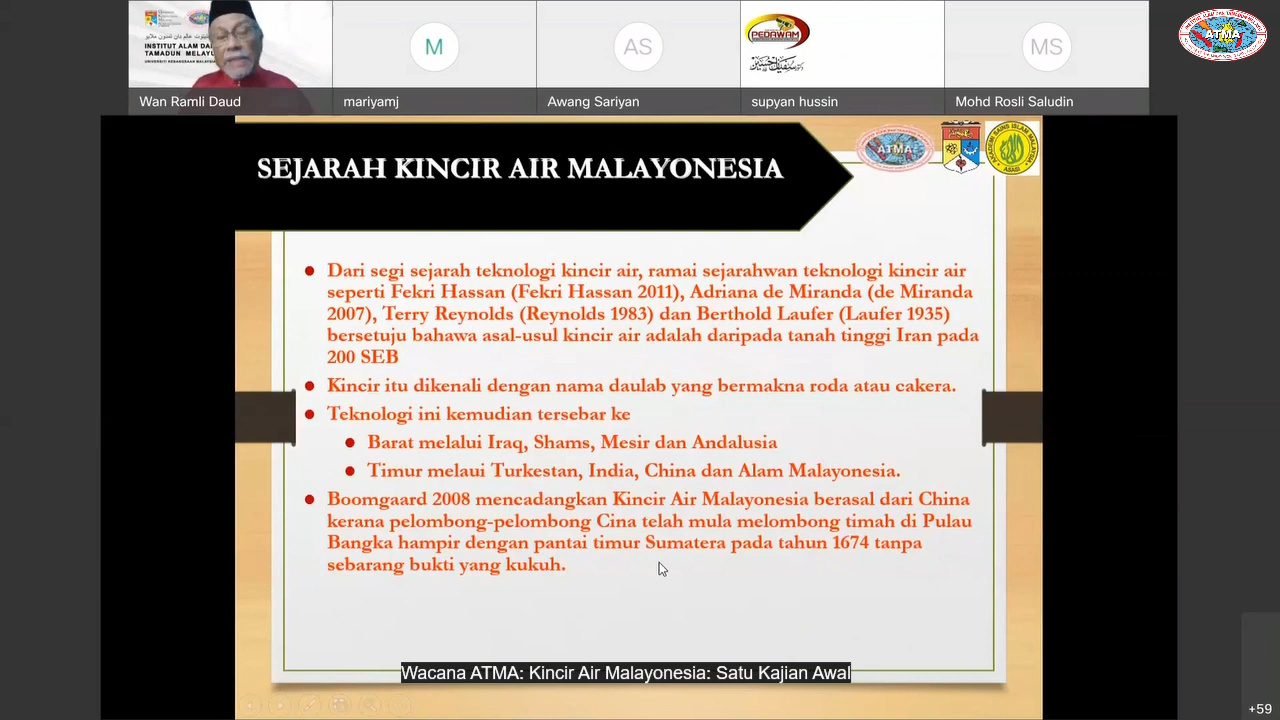 INSTITUT ALAM DAN
TAMADUN MELAYU
UNIVERSITI KEBANGSAAN MALAYSIA
Wan Ramli Daud
M
mariyamj
AS
Awang Sariyan
PEDAWAM
supyan hussin
MS
Mohd Rosli Saludin
ATMA
SEJARAH KINCIR AIR MALAYONESIA
ATMA
ASASI
Dari segi sejarah teknologi kincir air, ramai sejarahwan teknologi kincir air
seperti Fekri Hassan (Fekri Hassan 2011), Adriana de Miranda (de Miranda
2007), Terry Reynolds (Reynolds 1983) dan Berthold Laufer (Laufer 1935)
bersetuju bahawa asal-usul kincir air adalah daripada tanah tinggi Iran pada
200 SEB
Kincir itu dikenali dengan nama daulab yang bermakna roda atau cakera.
Teknologi ini kemudian tersebar ke
Barat melalui Iraq, Shams, Mesir dan Andalusia
Timur melaui Turkestan, India, China dan Alam Malayonesia.
Boomgaard 2008 mencadangkan Kincir Air Malayonesia berasal dari China
kerana pelombong-pelombong Cina telah mula melombong timah di Pulau
Bangka hampir dengan pantai timur Sumatera pada tahun 1674 tanpa
sebarang bukti yang kukuh.
Wacana ATMA: Kincir Air Malayonesia: Satu Kajian Awal
+59